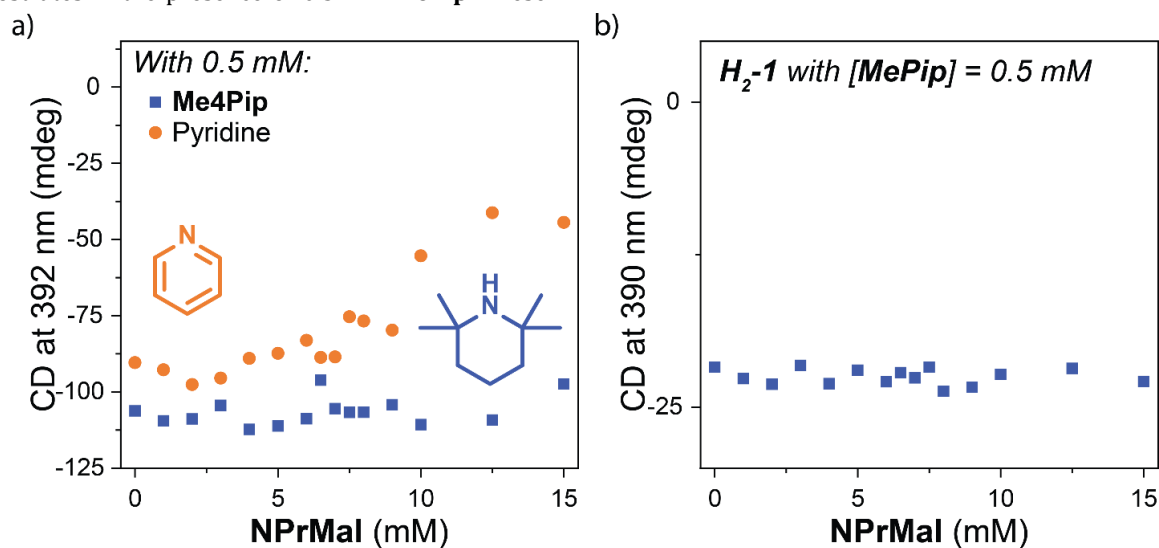 a)
With 0.5 mM:
Me4Pip
Pyridine
0
-25
-50
-75
-100
-125
CD at 392 nm (mdeg)
N
H
N
0
5
10
15
NPrMal (mM)
b)
H2-1 with [MePip] = 0.5 mM
0
-25
CD at 390 nm (mdeg)
0
5
10
15
NPrMal (mM)